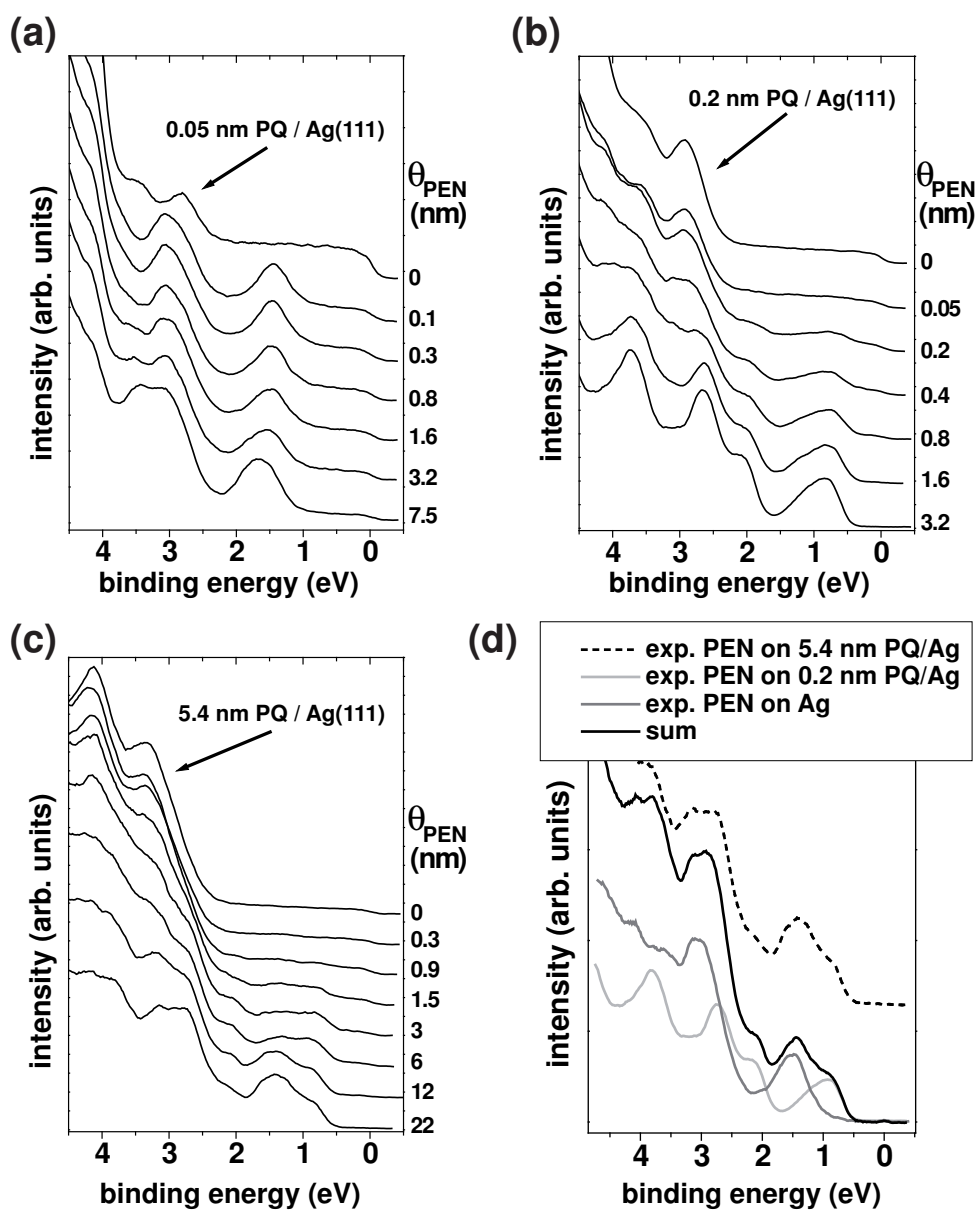 (a)
0.05 nm PQ / Ag(111)
θPEN
(nm)
0
0.1
0.3
0.8
1.6
3.2
7.5
intensity (arb. units)
4 3 2 1 0
binding energy (eV)
(b)
0.2 nm PQ / Ag(111)
θPEN
(nm)
0
0.05
0.2
0.4
0.8
1.6
3.2
intensity (arb. units)
4 3 2 1 0
binding energy (eV)
(c)
5.4 nm PQ / Ag(111)
θPEN
(nm)
0
0.3
0.9
1.5
3
6
12
22
intensity (arb. units)
4 3 2 1 0
binding energy (eV)
(d)
exp. PEN on 5.4 nm PQ/Ag
exp. PEN on 0.2 nm PQ/Ag
exp. PEN on Ag
sum
intensity (arb. units)
4 3 2 1 0
binding energy (eV)